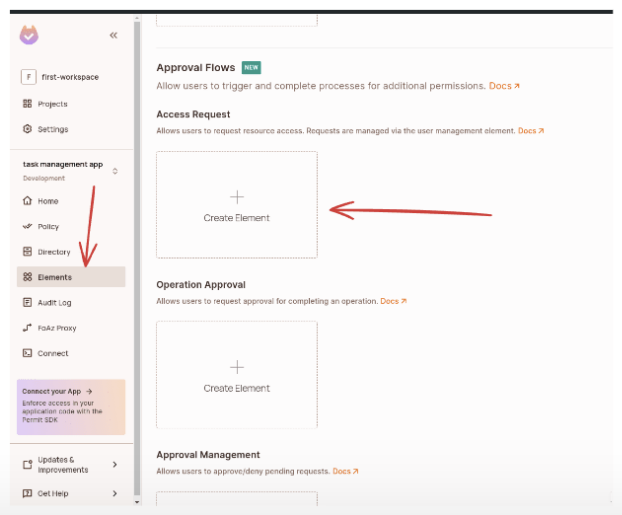 F first-workspace
Projects
Settings
task management app
Development
Home
Policy
Directory
Elements
Audit Log
FoAz Proxy
Connect
Connect your App →
Enforce access in your
application code with the
Permit SDK
Updates &
Improvements
Get Help
Approval Flows NEW
Allow users to trigger and complete processes for additional permissions. Docs
Access Request
Allows users to request resource access. Requests are managed via the user management element. Docs
Create Element
Operation Approval
Allows users to request approval for completing an operation. Docs
Create Element
Approval Management
Allows users to approve/deny pending requests. Docs